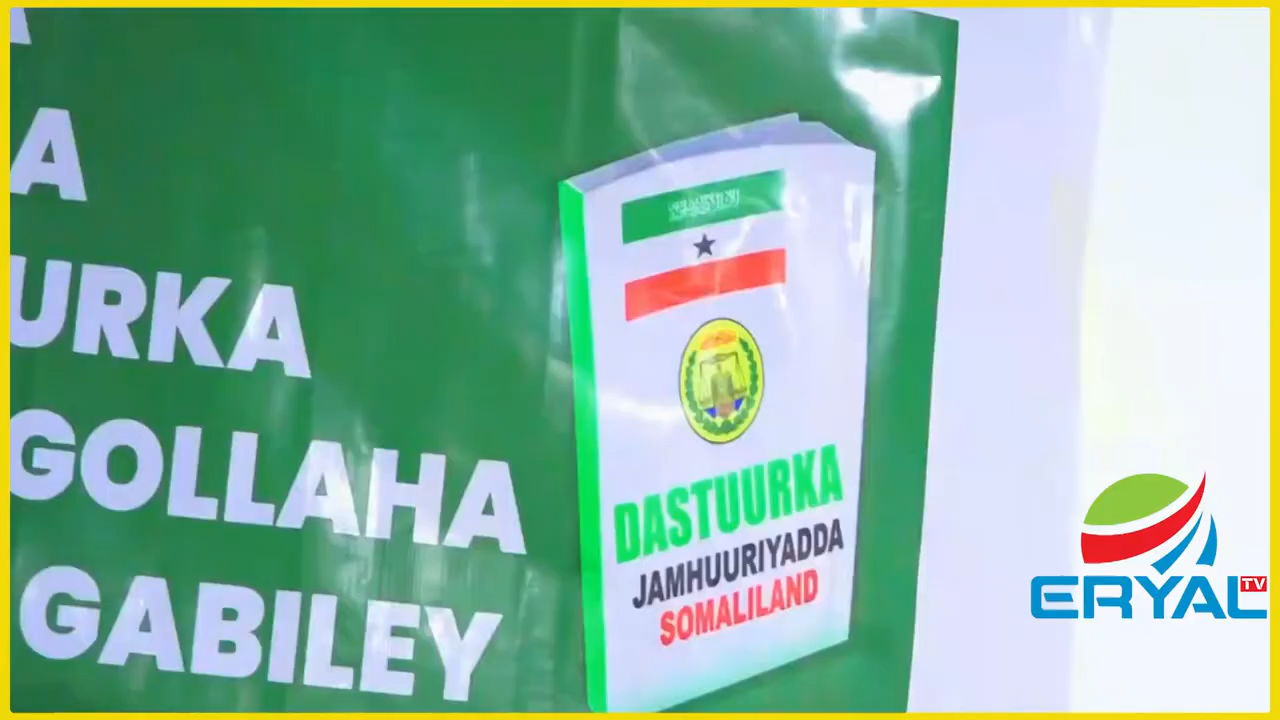 A
URKA
GOLLAHA
GABILEY
DASTUURKA
JAMHUURIYADDA
SOMALILAND
ERYAL TV